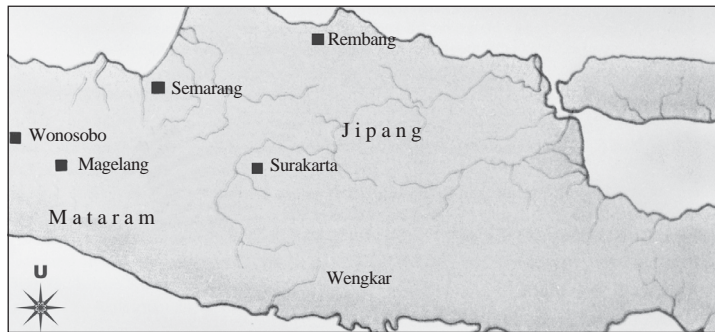 Rembang
Semarang
Jipang
Wonosobo
Magelang
Surakarta
Mataram
U
Wengkar